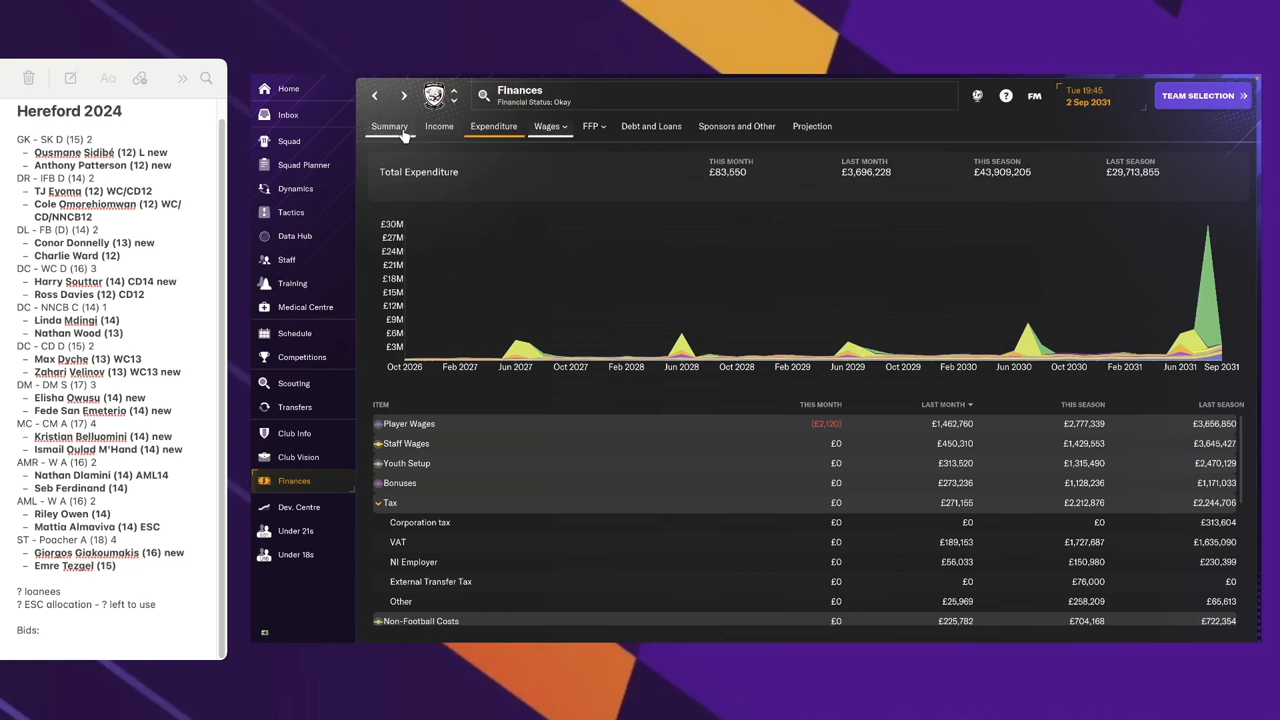 Hereford 2024
GK - SK D (15) 2
– Ousmane Sidibé (12) L new
– Anthony Patterson (12) new
DR - IFB D (14) 2
– TJ Eyoma (12) WC/CD12
– Cole Omorehiomwan (12) WC/
CD/NNCB12
DL - FB (D) (14) 2
– Conor Donnelly (13) new
– Charlie Ward (12)
DC - WC D (16) 3
– Harry Souttar (14) CD14 new
– Ross Davies (12) CD12
DC - NNCB C (14) 1
– Linda Mdingi (14)
– Nathan Wood (13)
DC - CD D (15) 2
– Max Dyche (13) WC13
– Zahari Velinov (13) WC13 new
DM - DM S (17) 3
– Elisha Owusu (14) new
– Fede San Emeterio (14) new
MC - CM A (17) 4
– Kristian Belluomini (14) new
– Ismail Oulad M'Hand (14) new
AMR - W A (16) 2
– Nathan Dlamini (14) AML14
– Seb Ferdinand (14)
AML - W A (16) 2
– Riley Owen (14)
– Mattia Almaviva (14) ESC
ST - Poacher A (18) 4
– Giorgos Giakoumakis (16) new
– Emre Tezgel (15)
? loanees
? ESC allocation - ? left to use
Bids:
Home
Inbox
Squad
Squad Planner
Dynamics
Tactics
Data Hub
Staff
Training
Medical Centre
Schedule
Competitions
Scouting
Transfers
Club Info
Club Vision
Finances
Dev. Centre
Under 21s
Under 18s
Finances
Financial Status: Okay
FM
Tue 19:45
2 Sep 2031
TEAM SELECTION
Summary Income Expenditure Wages FFP Debt and Loans Sponsors and Other Projection
THIS MONTH LAST MONTH THIS SEASON LAST SEASON
Total Expenditure £83,550 £3,696,228 £43,909,205 £29,713,855
£30M
£27M
£24M
£21M
£18M
£15M
£12M
£9M
£6M
£3M
Oct 2026 Feb 2027 Jun 2027 Oct 2027 Feb 2028 Jun 2028 Oct 2028 Feb 2029 Jun 2029 Oct 2029 Feb 2030 Jun 2030 Oct 2030 Feb 2031 Jun 2031 Sep 2031
ITEM THIS MONTH LAST MONTH THIS SEASON LAST SEASON
Player Wages (£2,120) £1,462,760 £2,777,339 £3,656,850
Staff Wages £0 £450,310 £1,429,553 £3,645,427
Youth Setup £0 £313,520 £1,315,490 £2,470,129
Bonuses £0 £273,236 £1,128,236 £1,171,033
Tax £0 £271,155 £2,212,876 £2,244,706
Corporation tax £0 £0 £0 £313,604
VAT £0 £189,153 £1,727,687 £1,635,090
NI Employer £0 £56,033 £150,980 £230,399
External Transfer Tax £0 £0 £76,000 £0
Other £0 £25,969 £258,209 £65,613
Non-Football Costs £0 £225,782 £704,168 £722,354